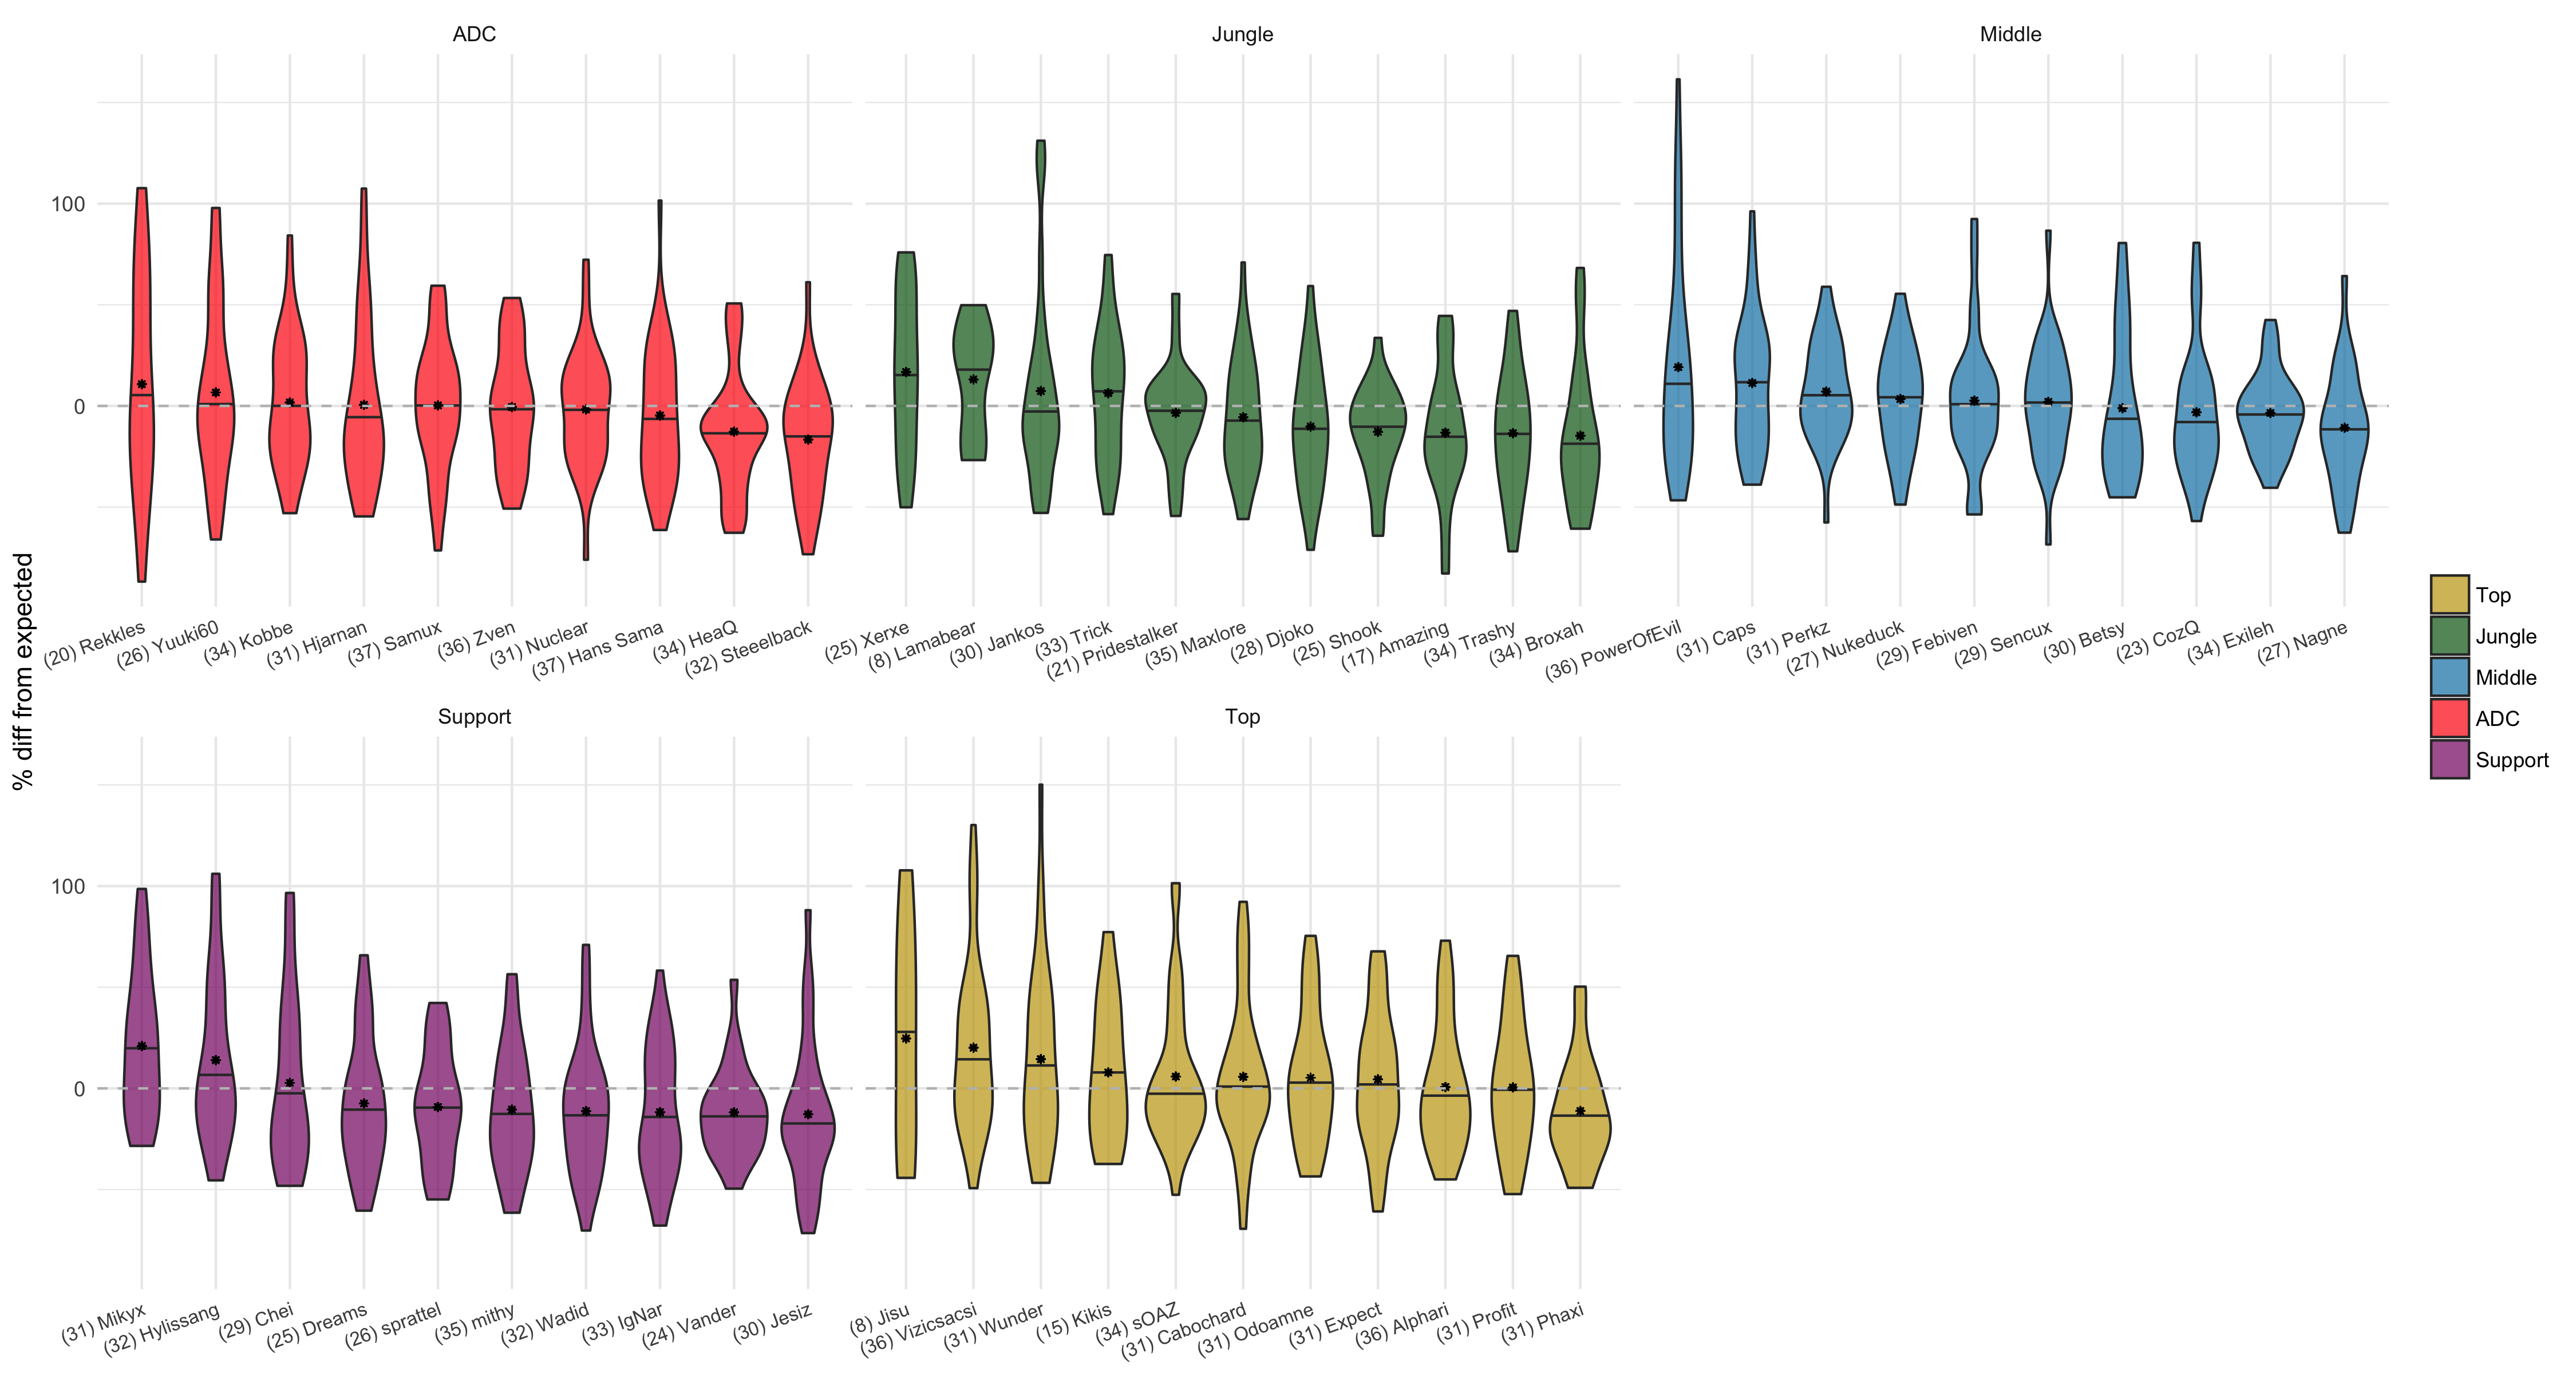 ADC
Jungle
Middle
100
0
(20) Rekkles
(26) Yuuki60
(34) Kobbe
(31) Hjarnan
(37) Samux
(36) Zven
(31) Nuclear
(37) Hans Sama
(34) HeaQ
(32) Steeelback
(25) Xerxe
(8) Lamabear
(30) Jankos
(33) Trick
(21) Pridestalker
(35) Maxlore
(28) Djoko
(25) Shook
(17) Amazing
(34) Trashy
(34) Broxah
(36) PowerOfEvil
(31) Caps
(31) Perkz
(27) Nukeduck
(29) Febiven
(29) Sencux
(30) Betsy
(23) CozQ
(34) Exileh
(27) Nagne
% diff from expected
Top
Jungle
Middle
ADC
Support
Support
Top
100
0
(31) Mikyx
(32) Hylissang
(29) Chei
(25) Dreams
(26) sprattel
(35) mithy
(32) Wadid
(33) IgNar
(24) Vander
(30) Jesiz
(8) Jisu
(36) Vizicsacsi
(31) Wunder
(15) Kikis
(34) sOAZ
(31) Cabochard
(31) Odoamne
(31) Expect
(36) Alphari
(31) Profit
(31) Phaxi